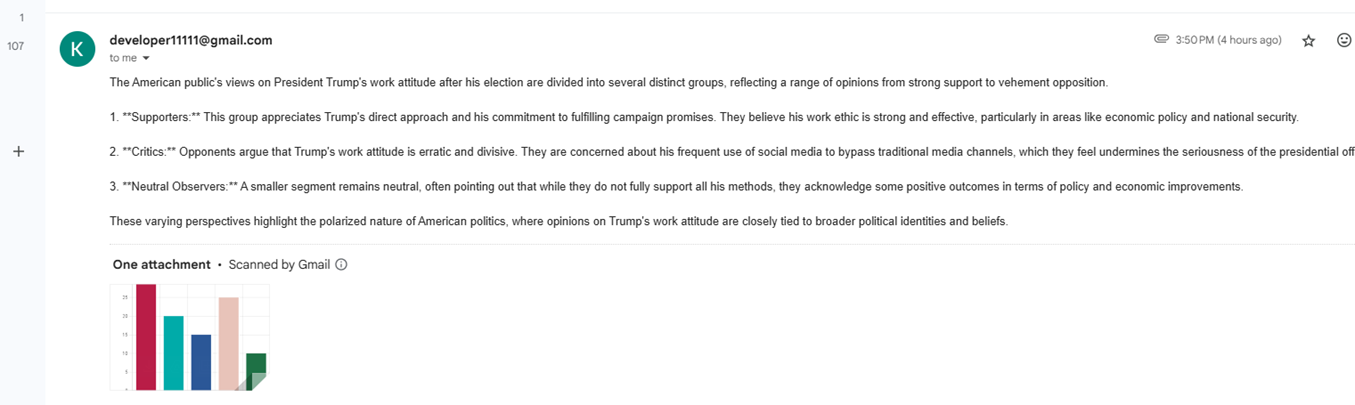 1
107
K
developer11111@gmail.com
3:50 PM (4 hours ago)
to me
The American public's views on President Trump's work attitude after his election are divided into several distinct groups, reflecting a range of opinions from strong support to vehement opposition.
1. **Supporters:** This group appreciates Trump's direct approach and his commitment to fulfilling campaign promises. They believe his work ethic is strong and effective, particularly in areas like economic policy and national security.
2. **Critics:** Opponents argue that Trump's work attitude is erratic and divisive. They are concerned about his frequent use of social media to bypass traditional media channels, which they feel undermines the seriousness of the presidential off
3. **Neutral Observers:** A smaller segment remains neutral, often pointing out that while they do not fully support all his methods, they acknowledge some positive outcomes in terms of policy and economic improvements.
These varying perspectives highlight the polarized nature of American politics, where opinions on Trump's work attitude are closely tied to broader political identities and beliefs.
One attachment • Scanned by Gmail
25
20
15
10
5